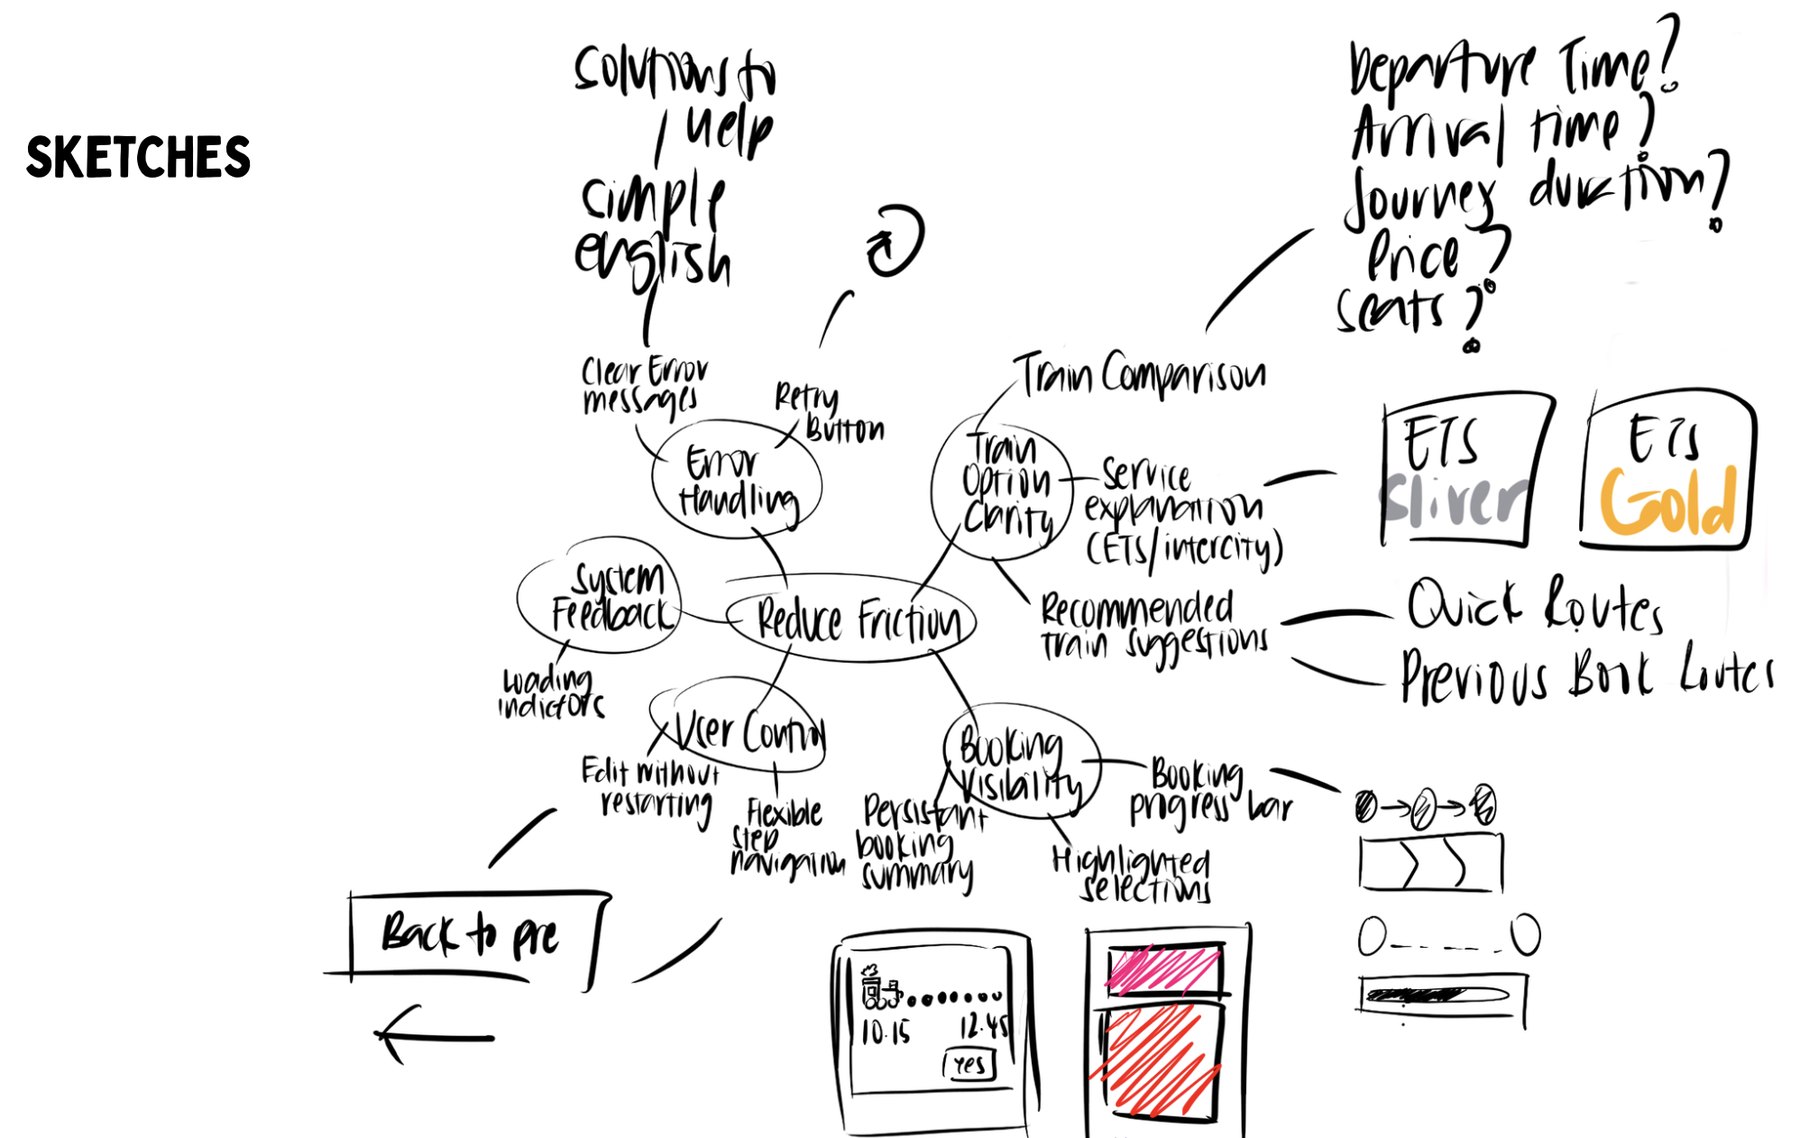 SKETCHES
Solutions to
Help
Cimple
english
Clear Error
messages
Retry
Button
Error
Handling
System
Feedback
Loading
indictors
Reduce Friction
User Control
Edit without
restarting
Flexible
step
navigation
Back to pre
Departure Time?
Arrival time?
Journey duration?
Price?
Seats?
Train Comparison
Train
Option
Clarity
Service
explanation
(ETS/intercity)
ETS
Sliver
ETS
Gold
Recommended
train suggestions
Quick Routes
Previous Book Routes
Booking
Visibility
Persistant
booking
summary
Highlighted
selections
Booking
progress bar
10.15 12.45
Yes